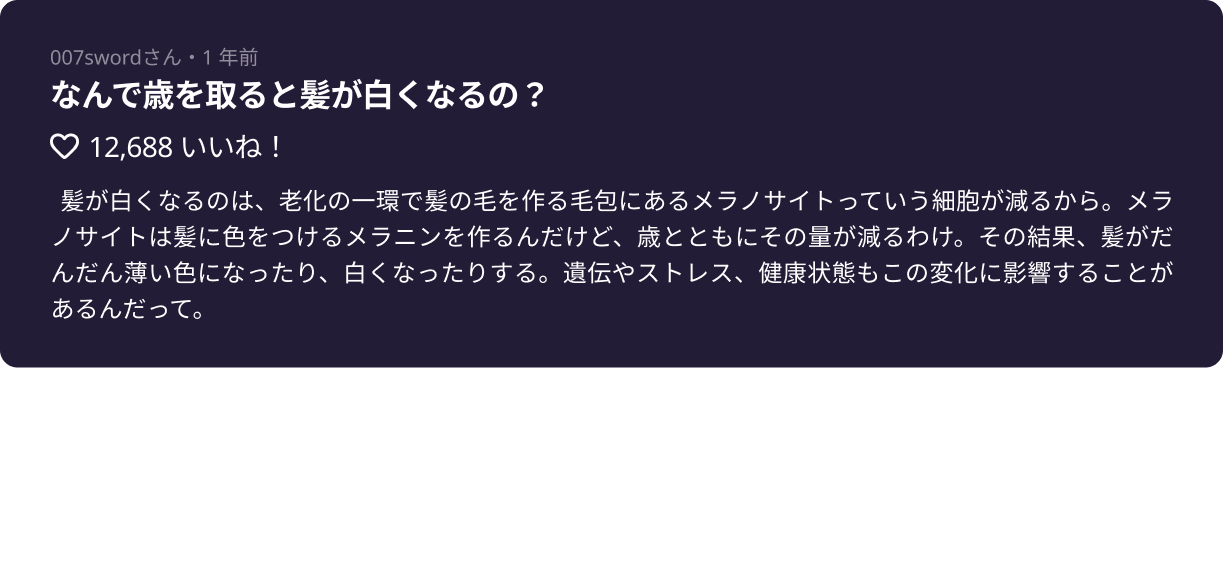 007swordさん・1 年前
なんで歳を取ると髪が白くなるの？
12,688 いいね！
髪が白くなるのは、老化の一環で髪の毛を作る毛包にあるメラノサイトっていう細胞が減るから。メラ
ノサイトは髪に色をつけるメラニンを作るんだけど、歳とともにその量が減るわけ。その結果、髪がだ
んだん薄い色になったり、白くなったりする。遺伝やストレス、健康状態もこの変化に影響することが
あるんだって。